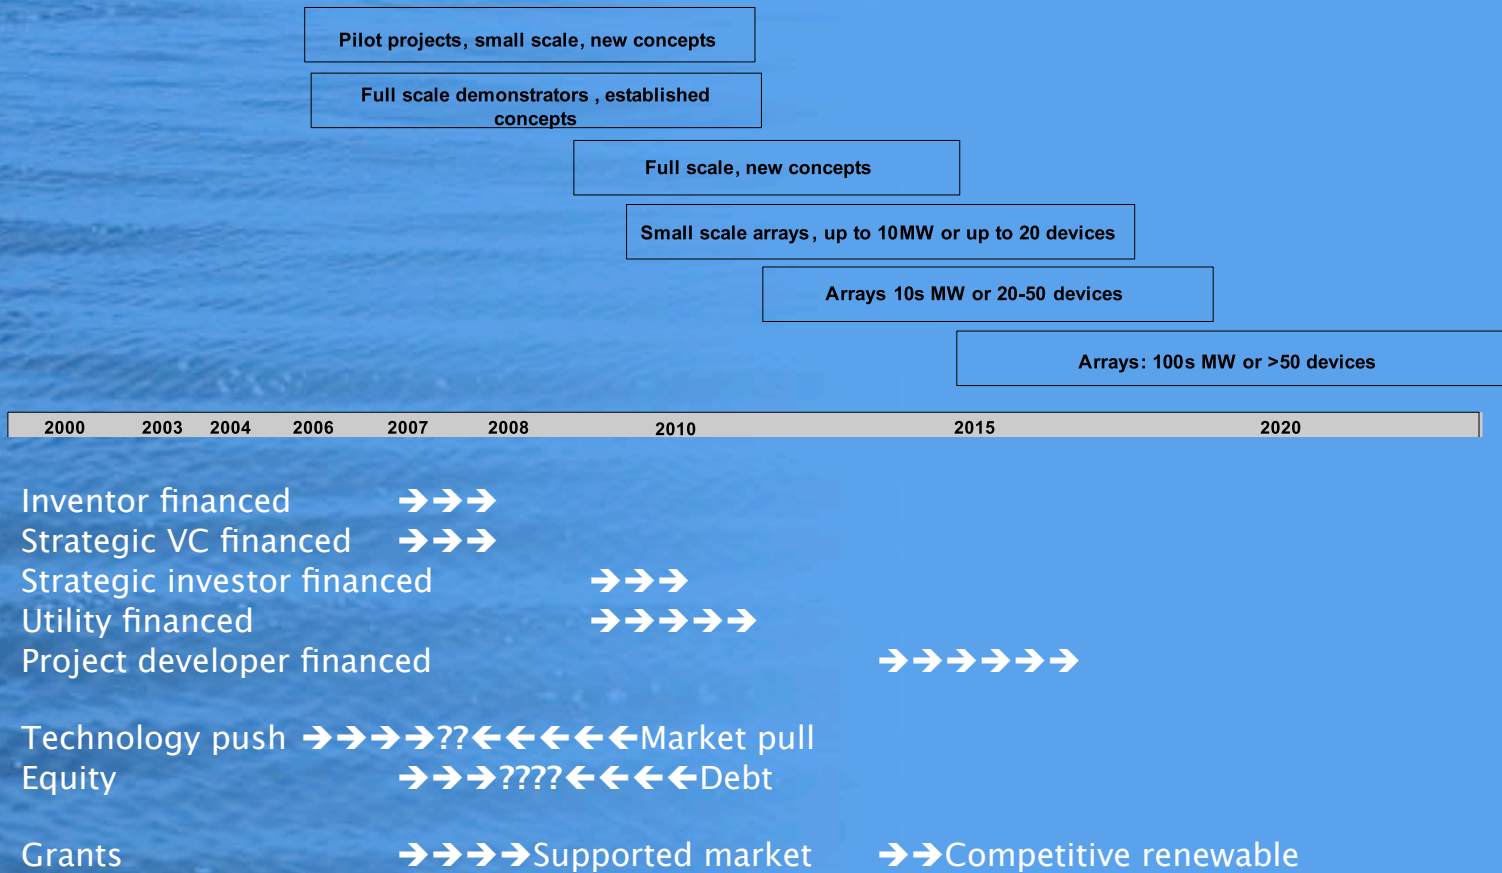 Pilot projects, small scale, new concepts
Full scale demonstrators , established
concepts
Full scale, new concepts
Small scale arrays, up to 10MW or up to 20 devices
Arrays 10s MW or 20-50 devices
Arrays: 100s MW or >50 devices
2000 2003 2004 2006 2007 2008 2010 2015 2020
Inventor financed ➔➔➔
Strategic VC financed ➔➔➔
Strategic investor financed ➔➔➔
Utility financed ➔➔➔➔➔
Project developer financed ➔➔➔➔➔➔
Technology push ➔➔➔➔??←←←←←Market pull
Equity ➔➔➔????←←←←Debt
Grants ➔➔➔➔Supported market ➔➔Competitive renewable